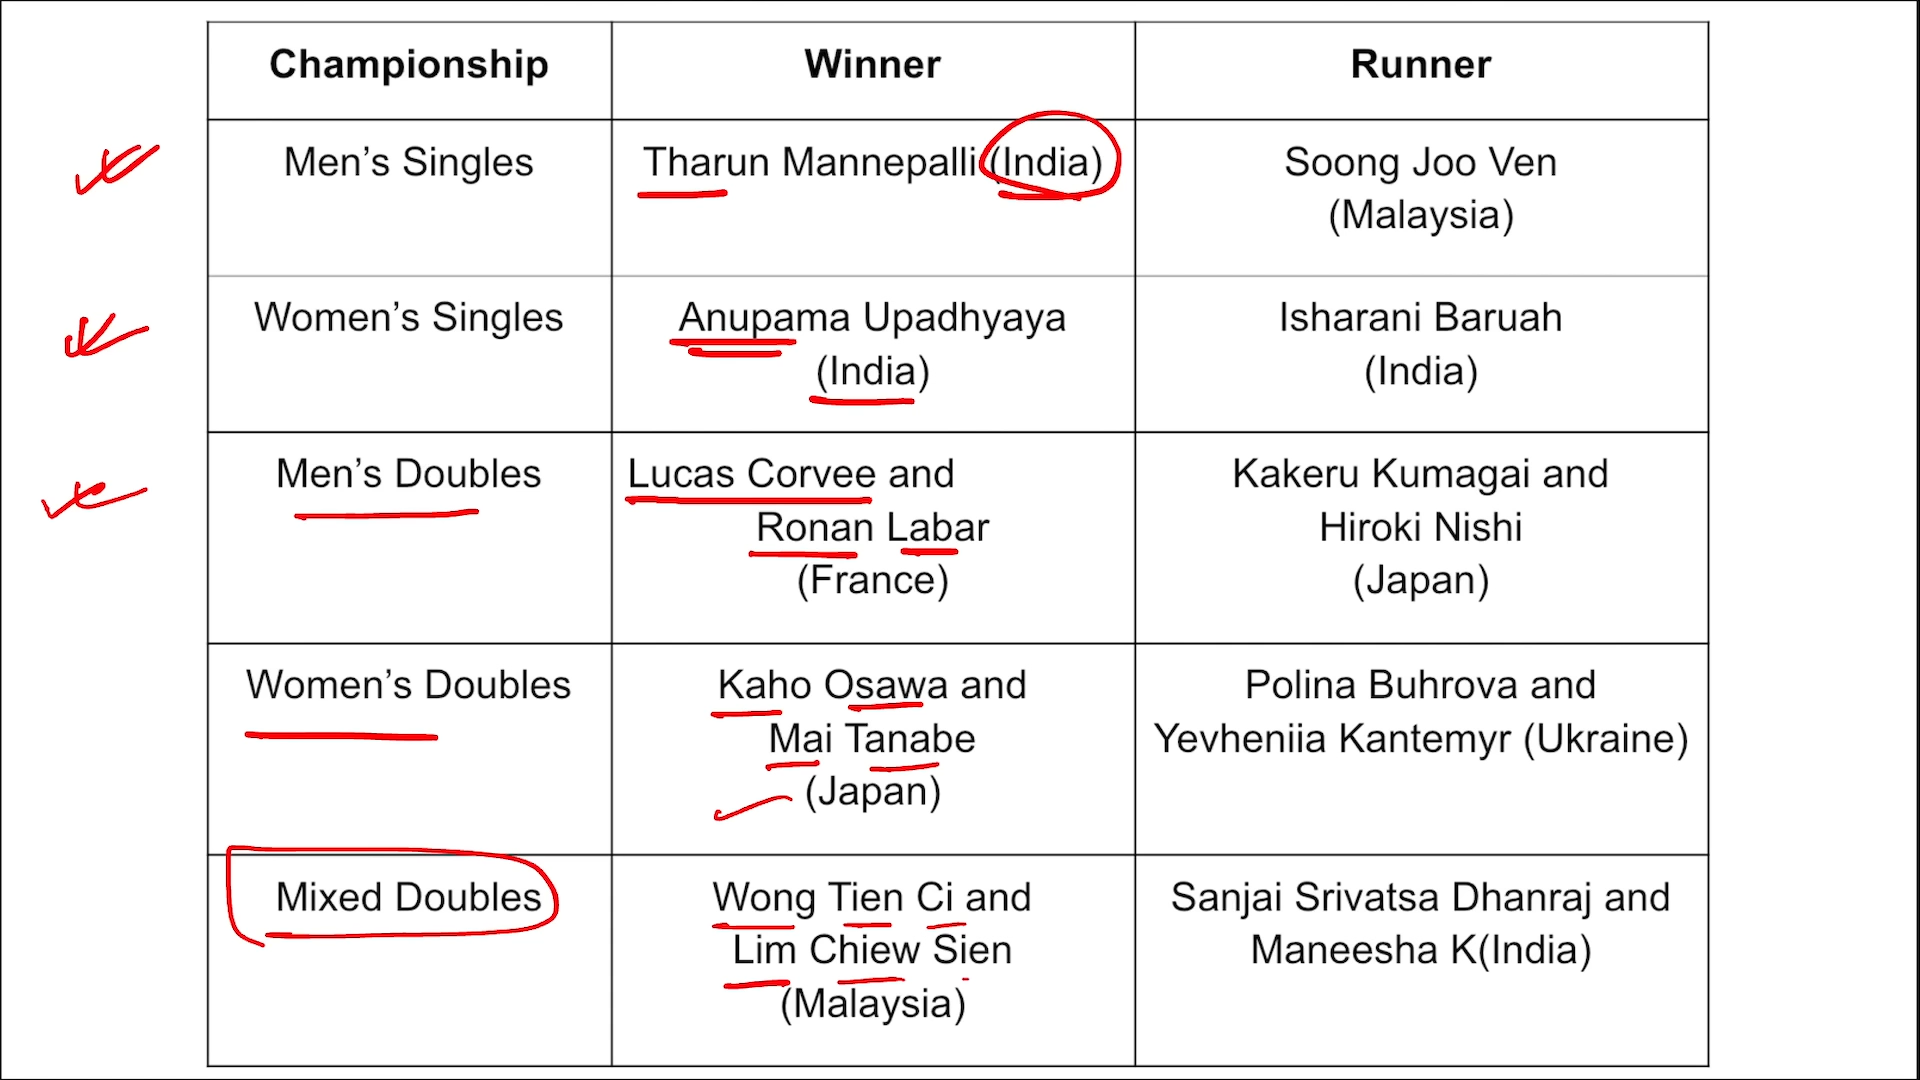 Championship Winner Runner
Men’s Singles Tharun Mannepalli (India) Soong Joo Ven
(Malaysia)
Women’s Singles Anupama Upadhyaya Isharani Baruah
(India) (India)
Men’s Doubles Lucas Corvee and Kakeru Kumagai and
Ronan Labar Hiroki Nishi
(France) (Japan)
Women’s Doubles Kaho Osawa and Polina Buhrova and
Mai Tanabe Yevheniia Kantemyr (Ukraine)
(Japan)
Mixed Doubles Wong Tien Ci and Sanjai Srivatsa Dhanraj and
Lim Chiew Sien Maneesha K(India)
(Malaysia)